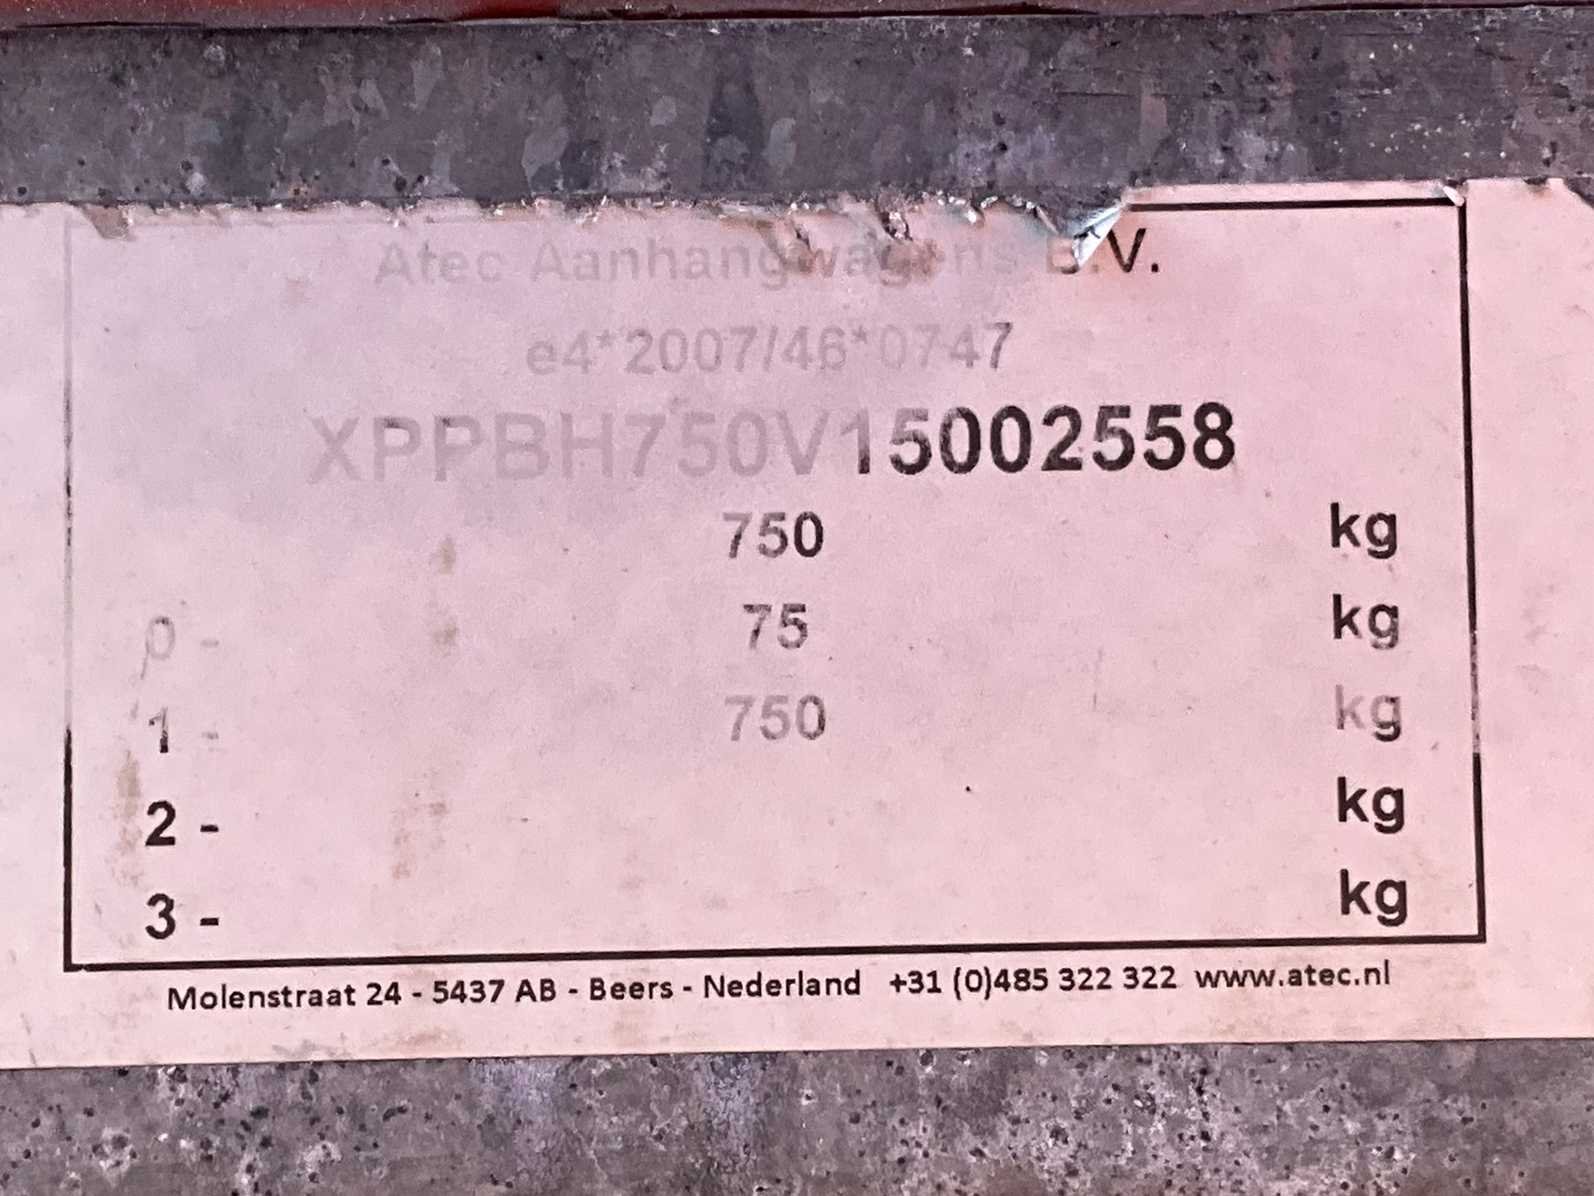 Atec Aanhangwagens B.V.
e4*2007/46*0747
XPPBH750V15002558
750 kg
0 - 75 kg
1 - 750 kg
2 - kg
3 - kg
Molenstraat 24 - 5437 AB - Beers - Nederland +31 (0)485 322 322 www.atec.nl